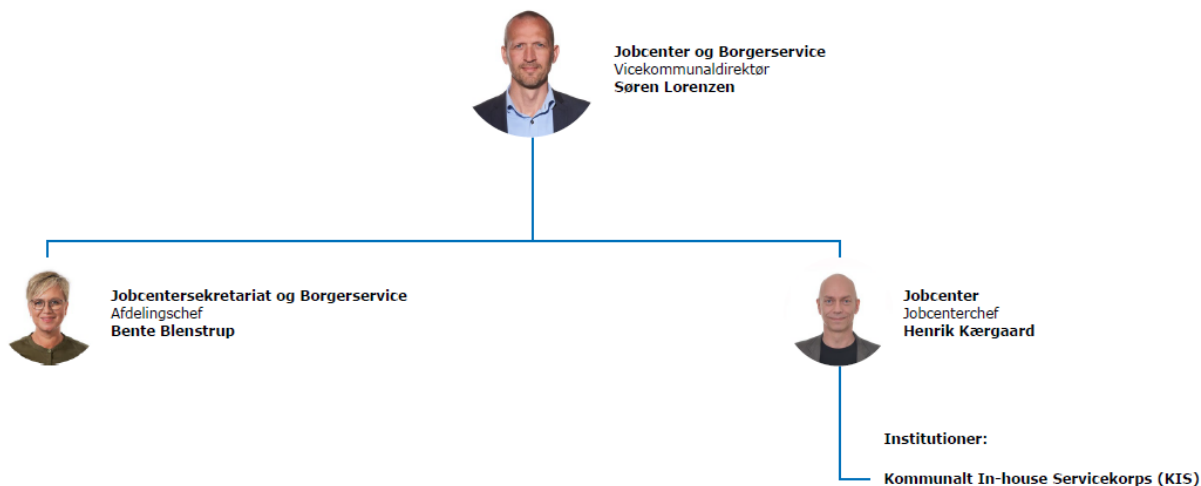 Jobcenter og Borgerservice
Vicekommunaldirektør
Søren Lorenzen
Jobcentersekretariat og Borgerservice
Afdelingschef
Bente Blenstrup
Jobcenter
Jobcenterchef
Henrik Kærgaard
Institutioner:
Kommunalt In-house Servicekorps (KIS)